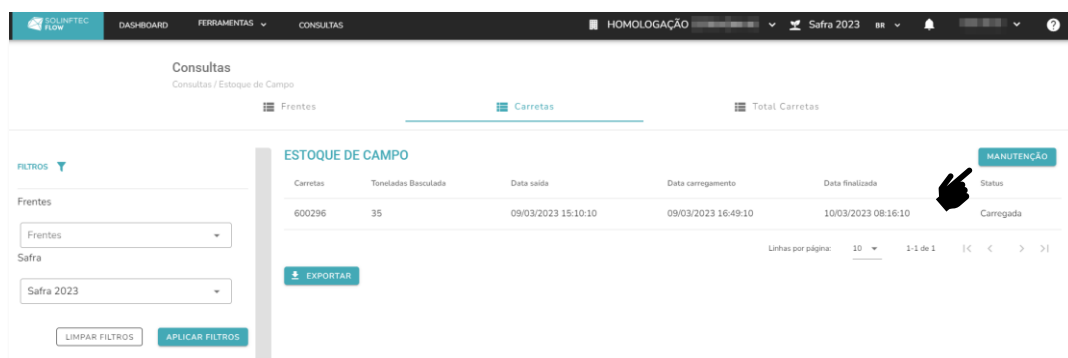 SOLINFTEC FLOW DASHBOARD FERRAMENTAS CONSULTAS HOMOLOGAÇÃO Safra 2023 BR ?
Consultas
Consultas / Estoque de Campo
Frentes Carretas Total Carretas
FILTROS
Frentes
Frentes
Safra
Safra 2023
LIMPAR FILTROS APLICAR FILTROS
ESTOQUE DE CAMPO MANUTENÇÃO
Carretas Toneladas Basculada Data saída Data carregamento Data finalizada Status
600296 35 09/03/2023 15:10:10 09/03/2023 16:49:10 10/03/2023 08:16:10 Carregada
Linhas por página: 10 1-1 de 1
EXPORTAR